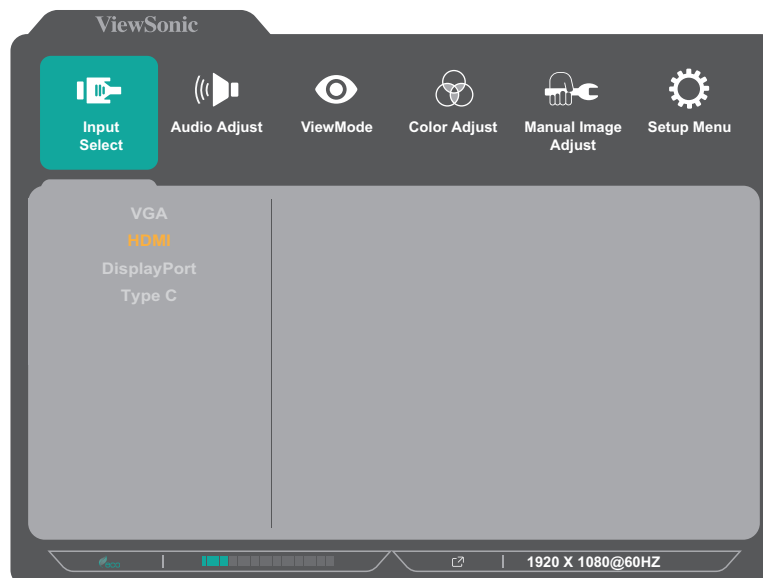 ViewSonic
Input
Select
Audio Adjust
ViewMode
Color Adjust
Manual Image
Adjust
Setup Menu
VGA
HDMI
DisplayPort
Type C
eco
1920 X 1080@60HZ